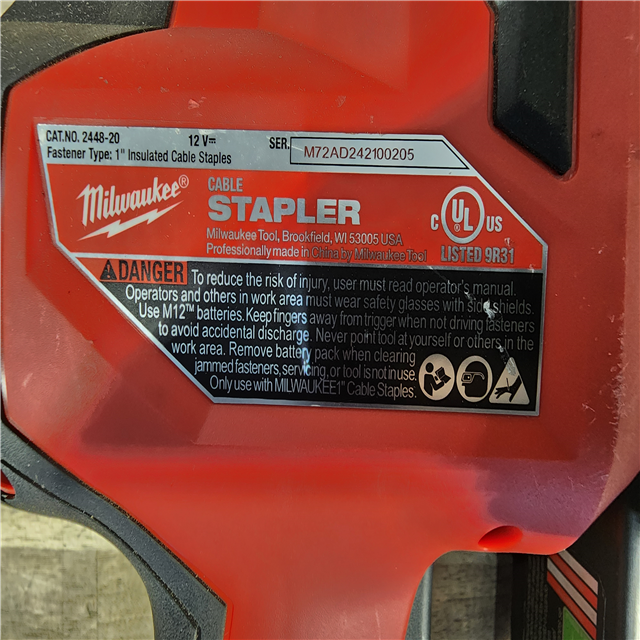 CAT.NO. 2448-20 12 V⎓ SER. M72AD242100205
Fastener Type: 1" Insulated Cable Staples
Milwaukee®
CABLE
STAPLER
Milwaukee Tool, Brookfield, WI 53005 USA
Professionally made in China by Milwaukee Tool
C UL US
LISTED 9R31
DANGER To reduce the risk of injury, user must read operator's manual.
Operators and others in work area must wear safety glasses with side shields.
Use M12™ batteries. Keep fingers away from trigger when not driving fasteners
to avoid accidental discharge. Never point tool at yourself or others in the
work area. Remove battery pack when clearing
jammed fasteners, servicing, or tool is not in use.
Only use with MILWAUKEE 1" Cable Staples.